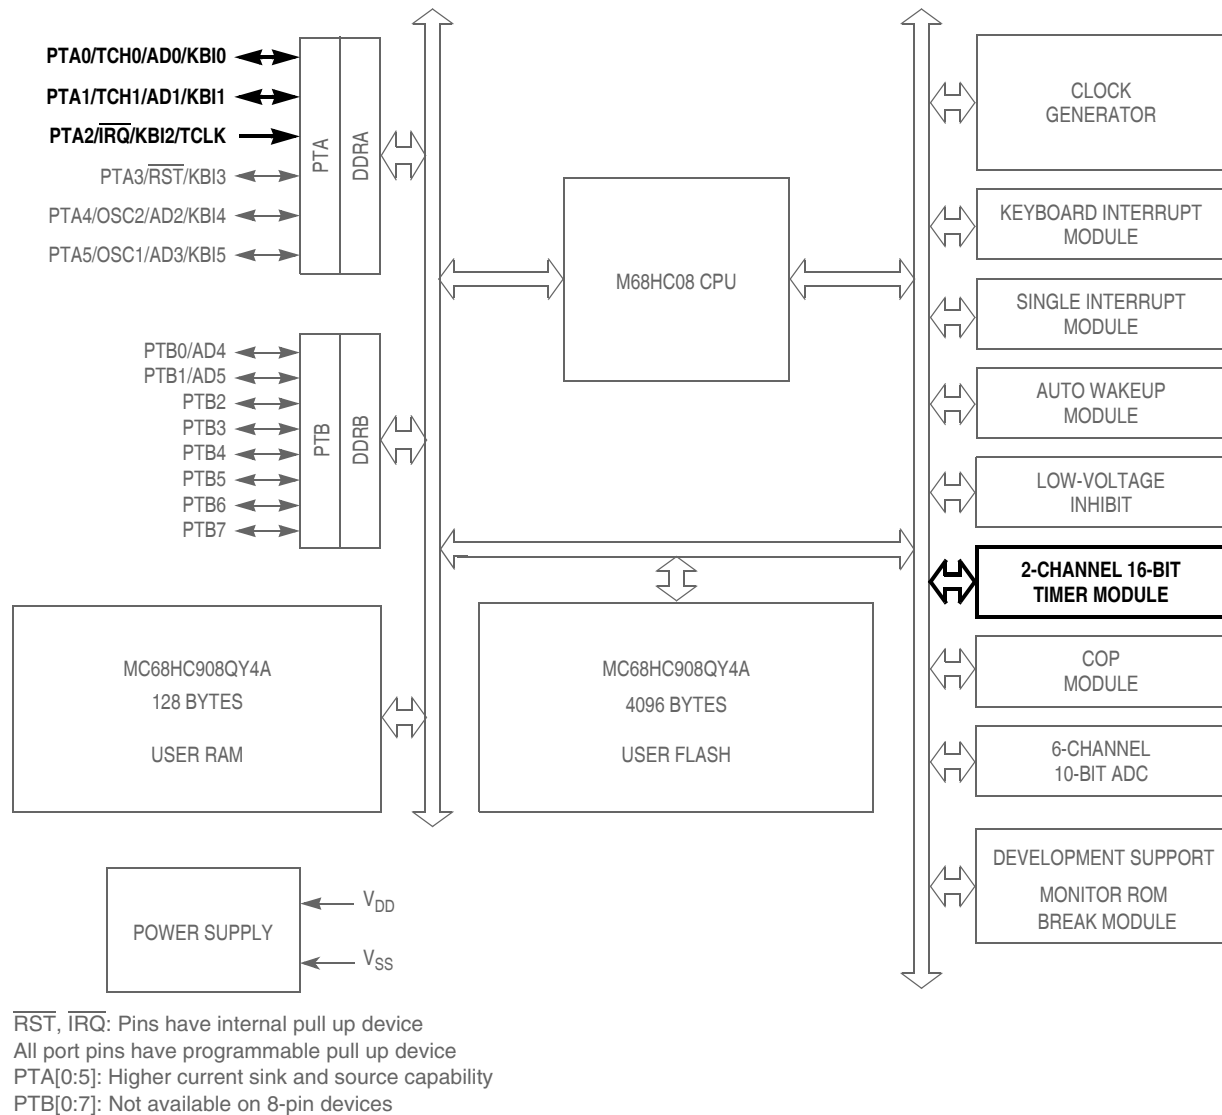 PTA0/TCH0/AD0/KBI0
PTA1/TCH1/AD1/KBI1
PTA2/IRQ/KBI2/TCLK
PTA3/RST/KBI3
PTA4/OSC2/AD2/KBI4
PTA5/OSC1/AD3/KBI5
PTA
DDRA
PTB0/AD4
PTB1/AD5
PTB2
PTB3
PTB4
PTB5
PTB6
PTB7
PTB
DDRB
M68HC08 CPU
CLOCK
GENERATOR
KEYBOARD INTERRUPT
MODULE
SINGLE INTERRUPT
MODULE
AUTO WAKEUP
MODULE
LOW-VOLTAGE
INHIBIT
2-CHANNEL 16-BIT
TIMER MODULE
COP
MODULE
6-CHANNEL
10-BIT ADC
DEVELOPMENT SUPPORT
MONITOR ROM
BREAK MODULE
MC68HC908QY4A
128 BYTES
USER RAM
MC68HC908QY4A
4096 BYTES
USER FLASH
POWER SUPPLY
VDD
VSS
RST, IRQ: Pins have internal pull up device
All port pins have programmable pull up device
PTA[0:5]: Higher current sink and source capability
PTB[0:7]: Not available on 8-pin devices